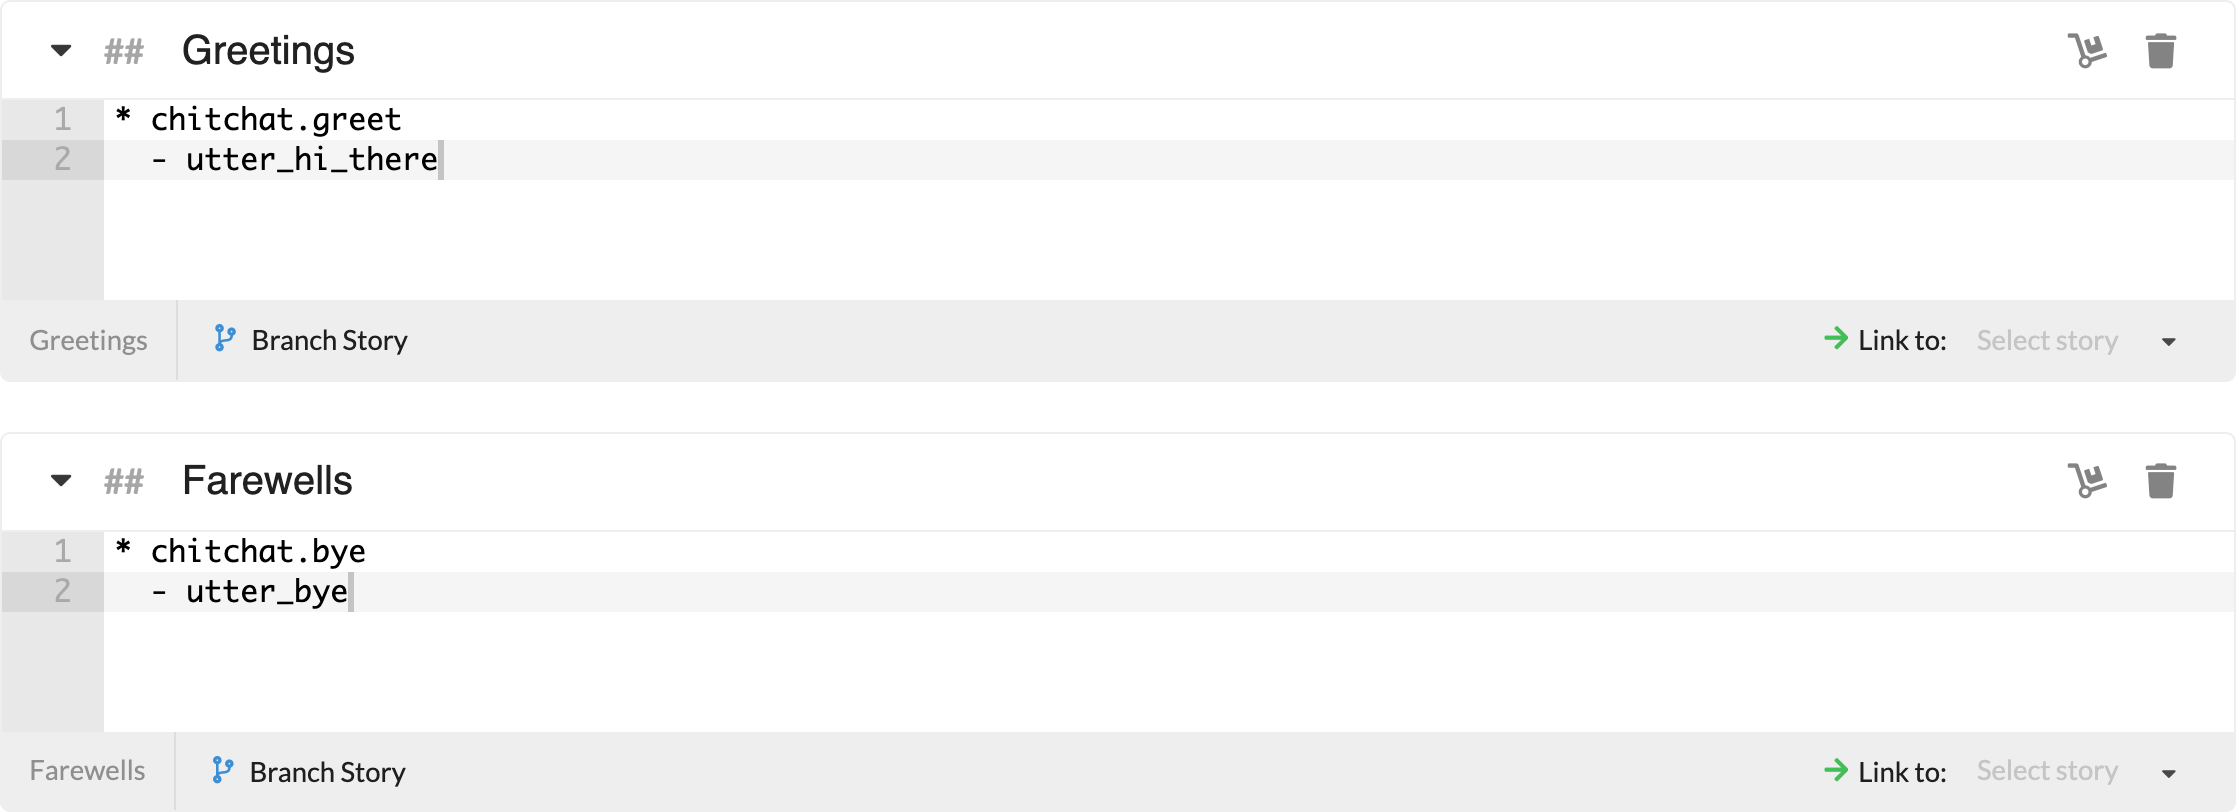 ## Greetings
1 * chitchat.greet
2   - utter_hi_there
Greetings Branch Story Link to: Select story
## Farewells
1 * chitchat.bye
2   - utter_bye
Farewells Branch Story Link to: Select story